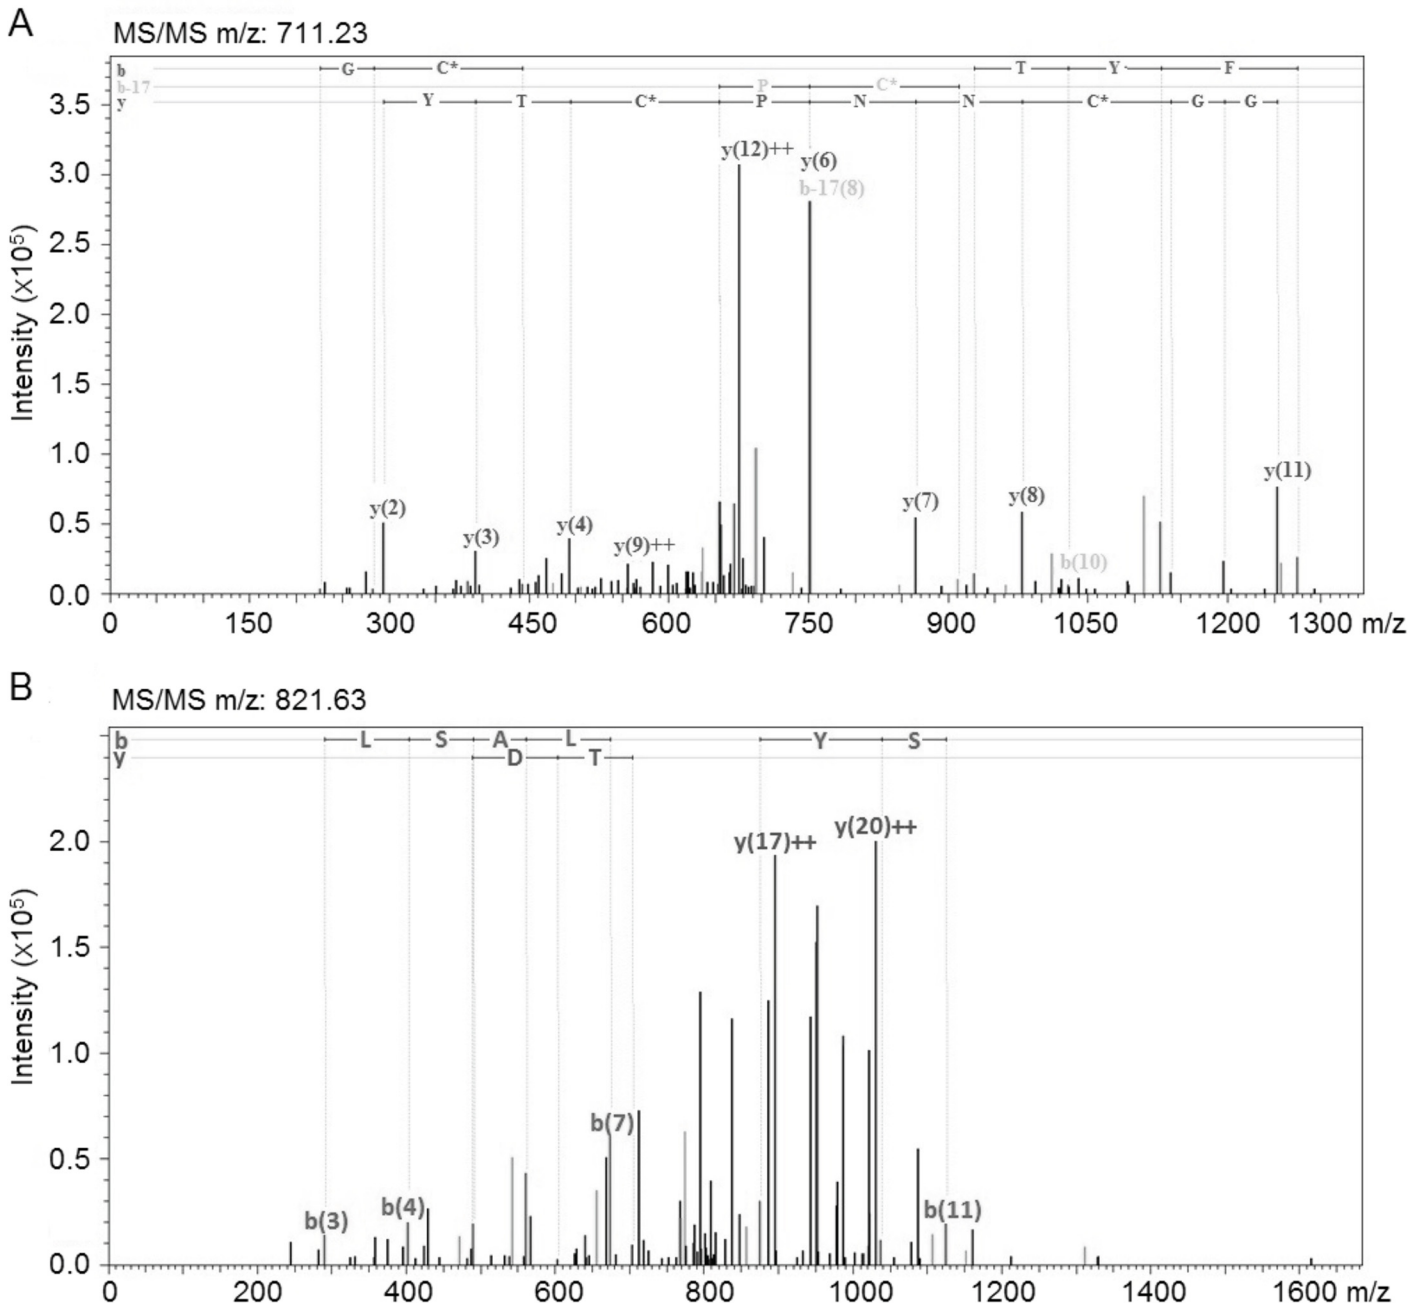 A
MS/MS m/z: 711.23
b G C* T Y F
b-17 P C*
y Y T C* P N N C* G G
3.5
y(12)++ y(6)
3.0
b-17(8)
2.5
2.0
1.5
1.0
y(11)
0.5
y(2) y(3) y(4) y(9)++ y(7) y(8) b(10)
0.0
Intensity (×10⁵)
0 150 300 450 600 750 900 1050 1200 1300 m/z
B
MS/MS m/z: 821.63
b L S A L Y S
y D T
2.0
y(17)++ y(20)++
1.5
1.0
0.5
b(3) b(4) b(7) b(11)
0.0
Intensity (×10⁵)
0 200 400 600 800 1000 1200 1400 1600 m/z